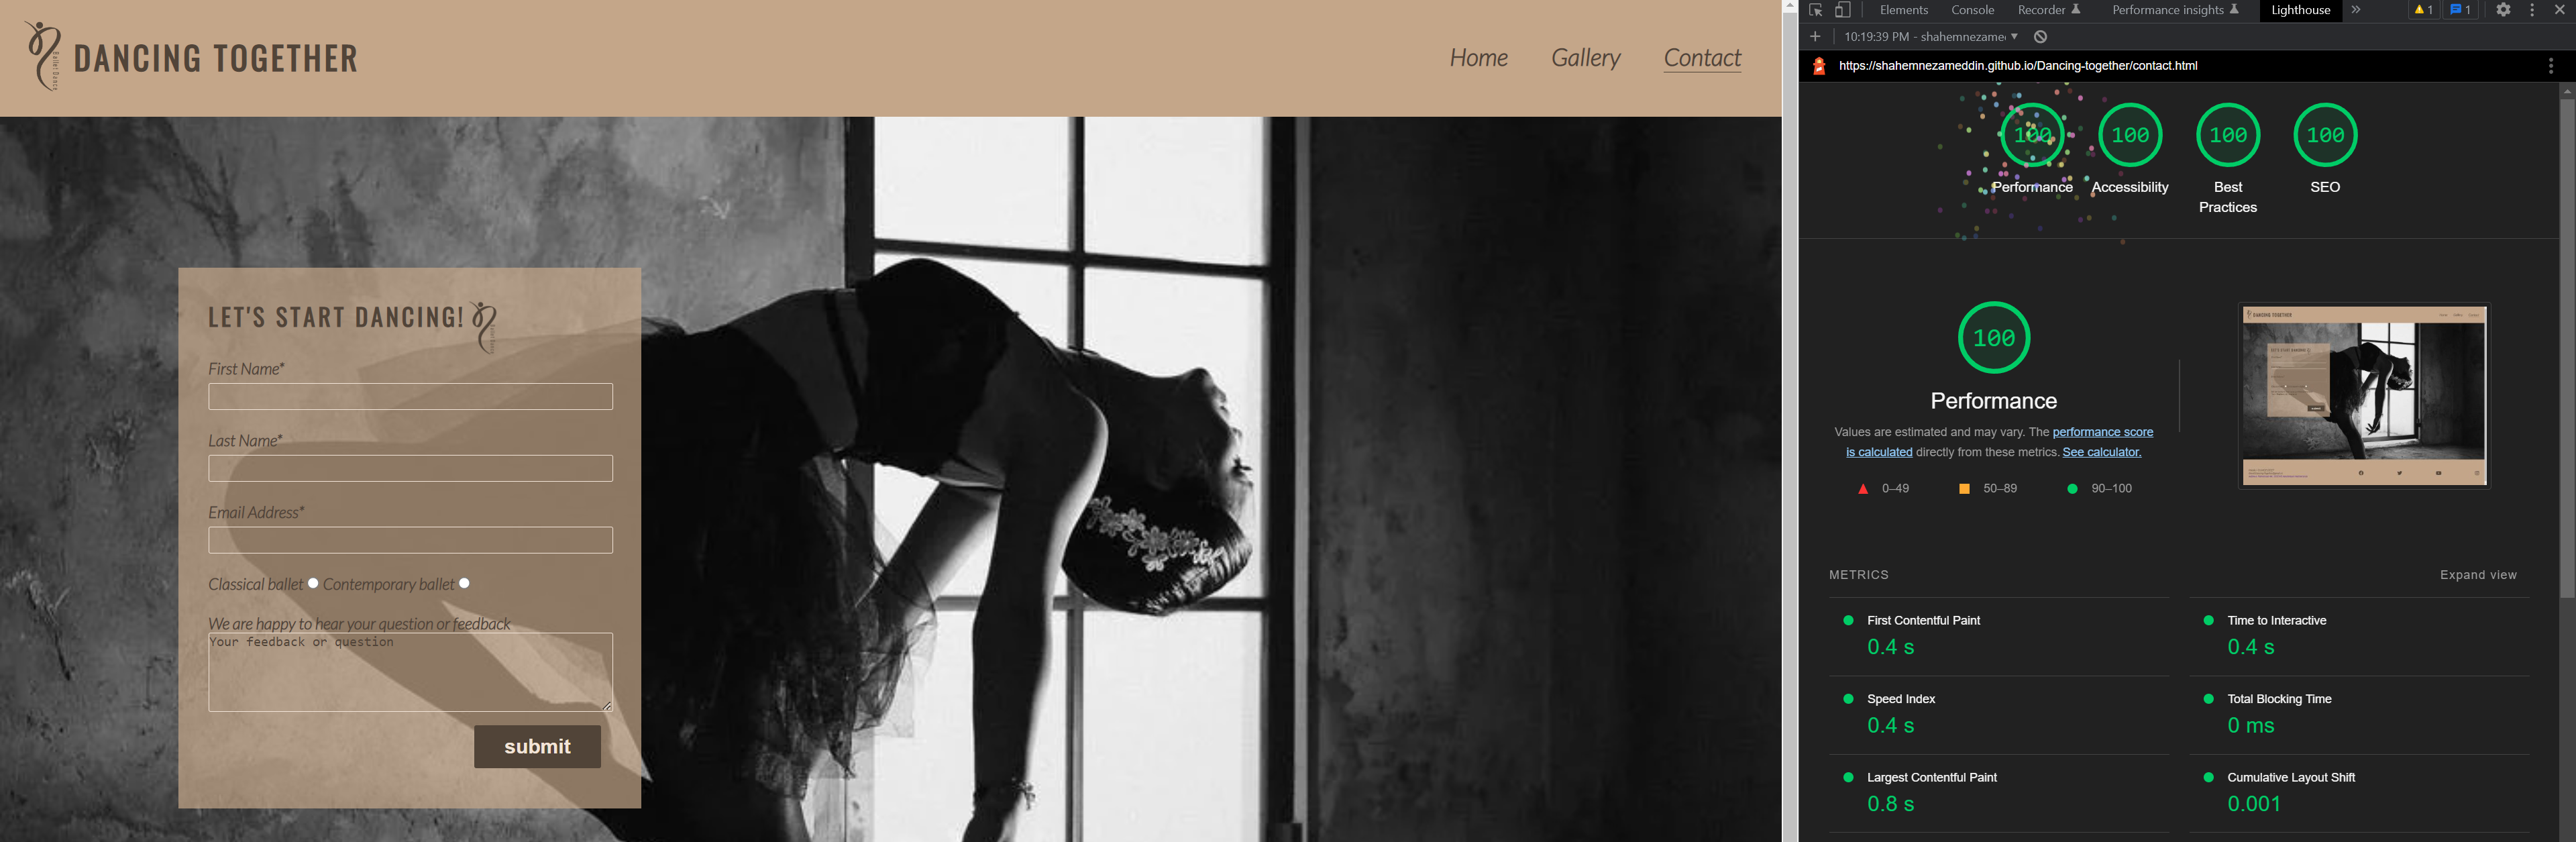 DANCING TOGETHER
Home Gallery Contact
LET'S START DANCING!
First Name*
Last Name*
Email Address*
Classical ballet Contemporary ballet
We are happy to hear your question or feedback
Your feedback or question
submit
Elements Console Recorder Performance insights Lighthouse 1 1
10:19:39 PM - shahemnezame
https://shahemnezameddin.github.io/Dancing-together/contact.html
100 100 100 100
Performance Accessibility Best Practices SEO
100
Performance
Values are estimated and may vary. The performance score
is calculated directly from these metrics. See calculator.
0–49 50–89 90–100
DANCING TOGETHER
METRICS Expand view
First Contentful Paint
0.4 s
Time to Interactive
0.4 s
Speed Index
0.4 s
Total Blocking Time
0 ms
Largest Contentful Paint
0.8 s
Cumulative Layout Shift
0.001